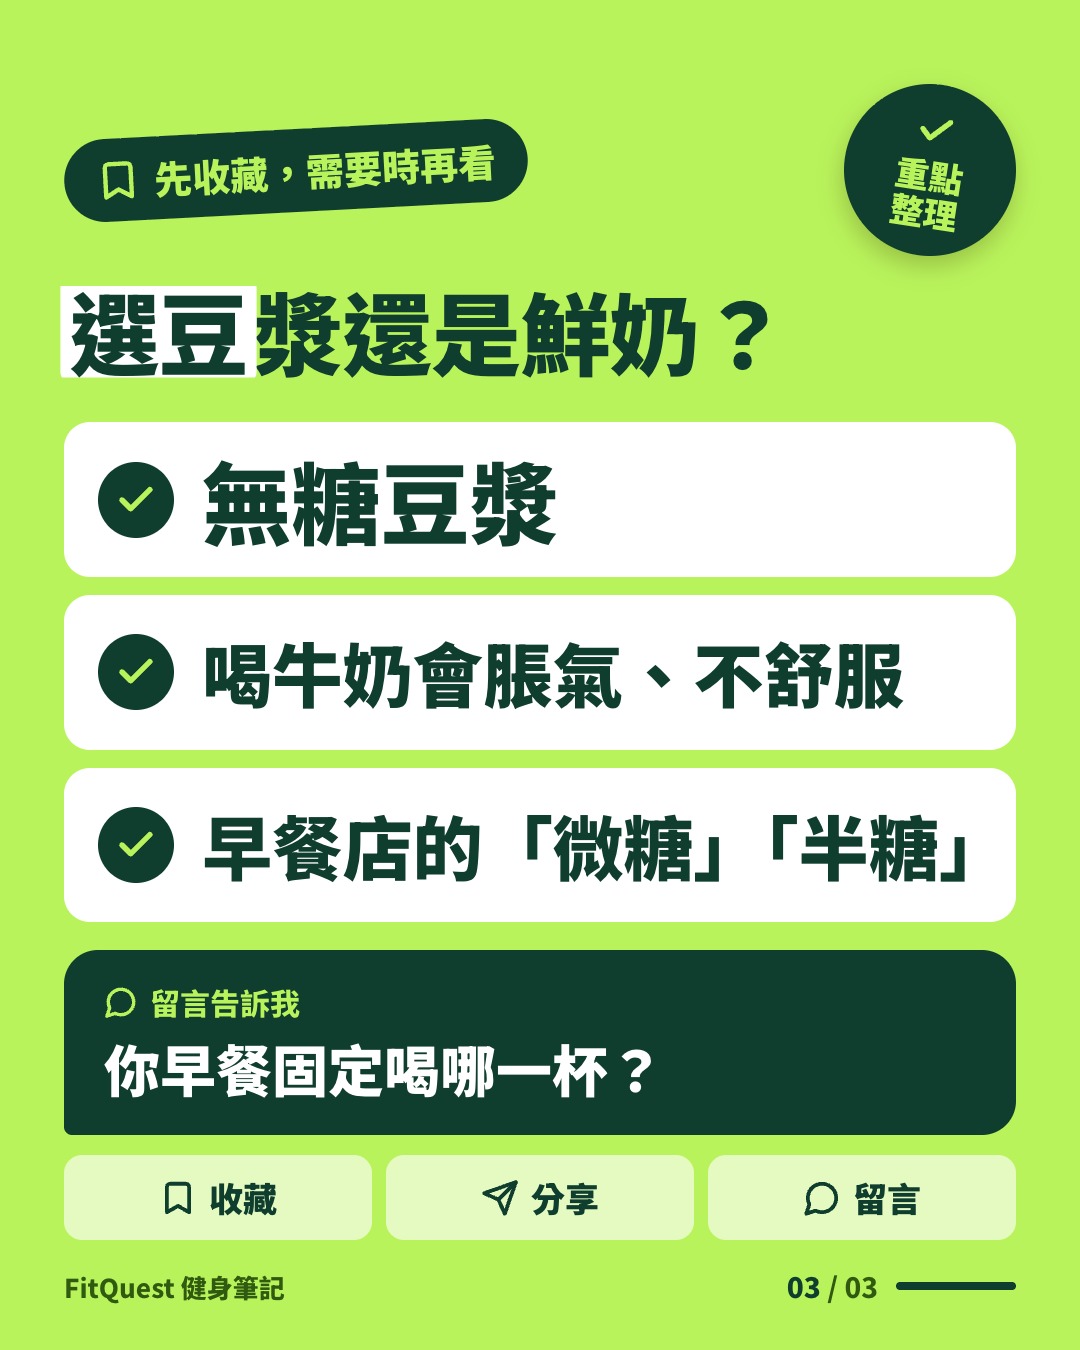 先收藏，需要時再看
重點
整理
選豆漿還是鮮奶？
無糖豆漿
喝牛奶會脹氣、不舒服
早餐店的「微糖」「半糖」
留言告訴我
你早餐固定喝哪一杯？
收藏
分享
留言
FitQuest 健身筆記
03 / 03